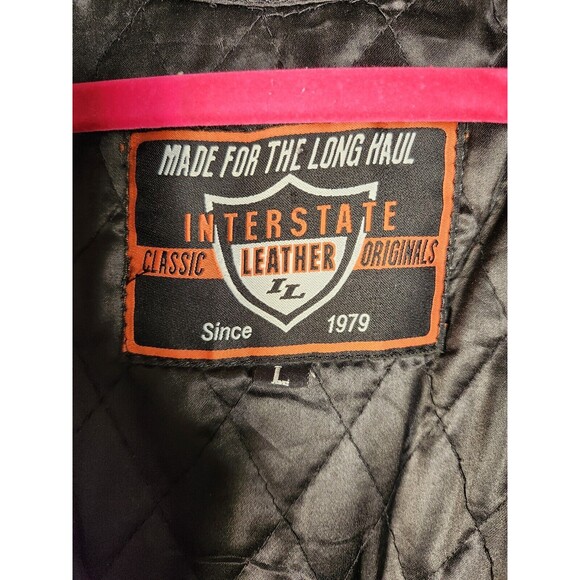 MADE FOR THE LONG HAUL
INTERSTATE
CLASSIC LEATHER ORIGINALS
IL
Since 1979
L